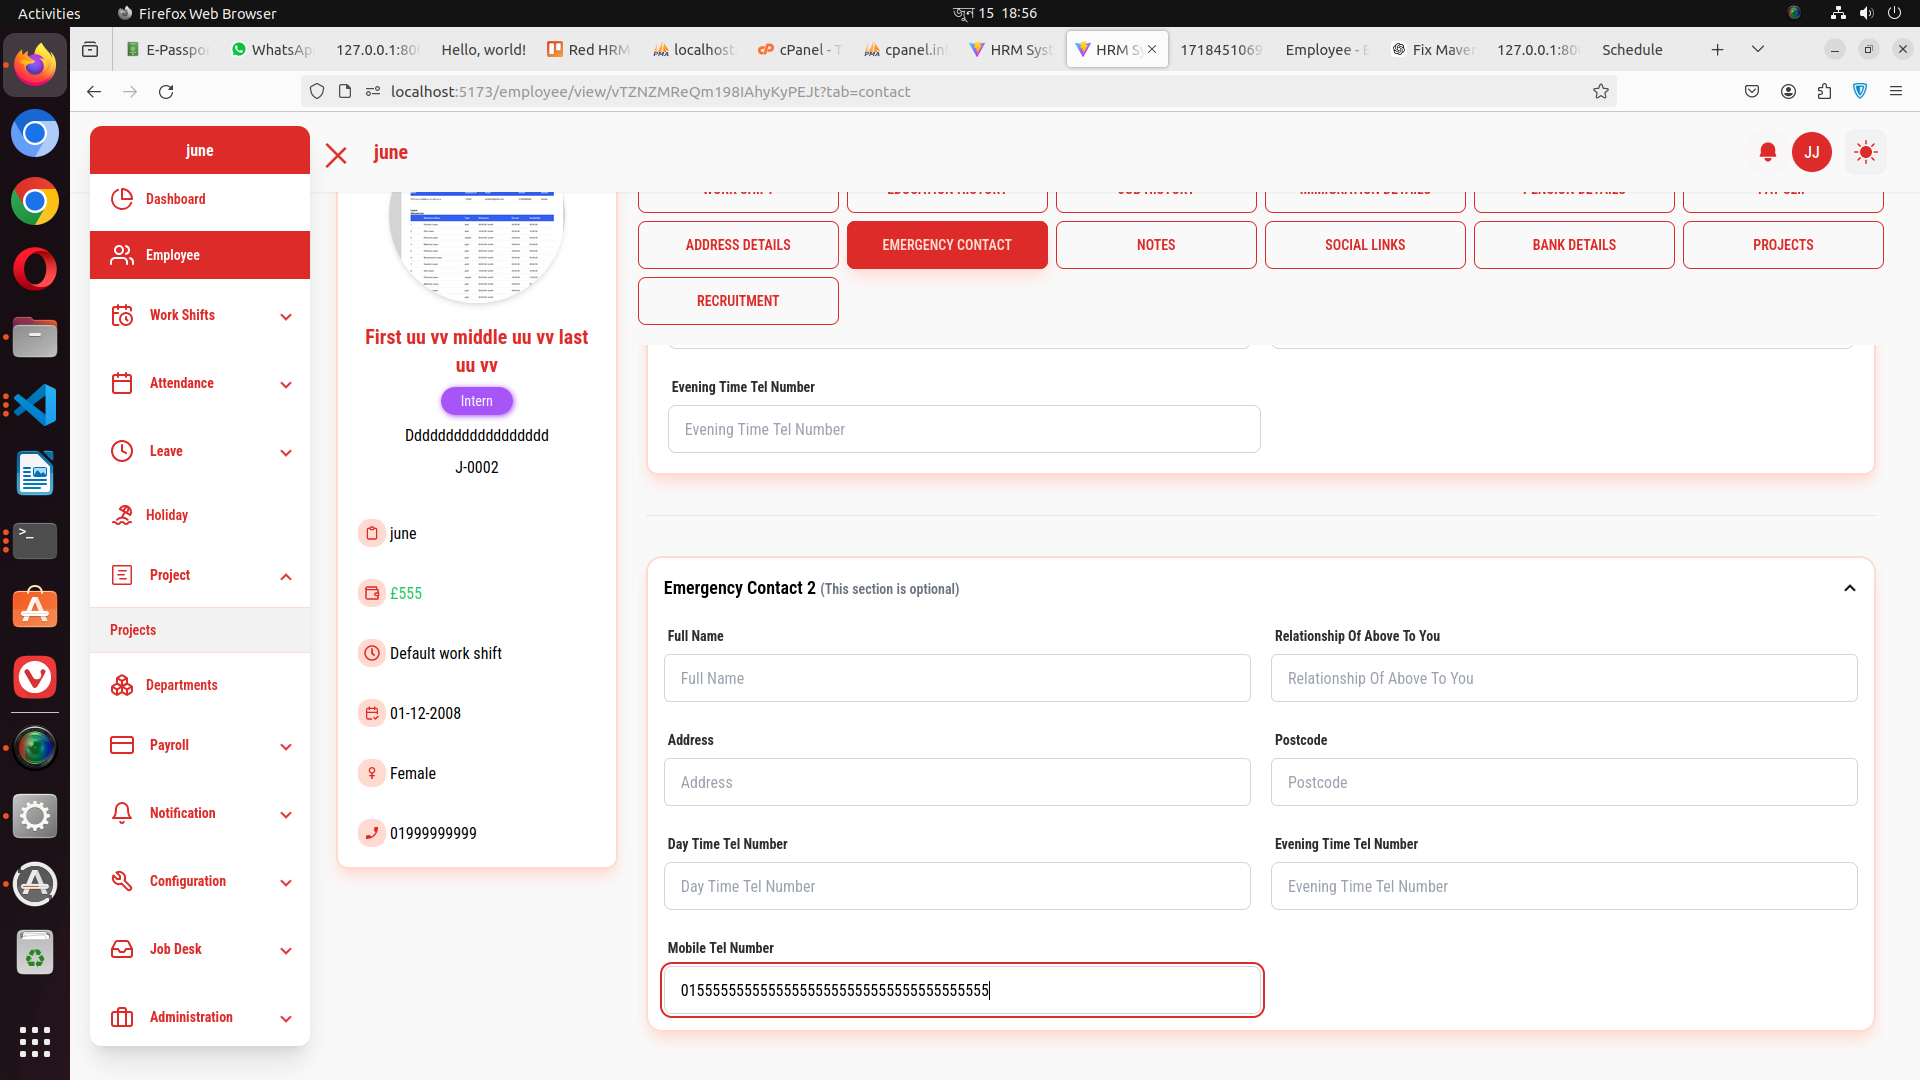 Activities
Firefox Web Browser
জুন 15 18:56
E-Passpo
WhatsAp
127.0.0.1:80
Hello, world!
Red HRM
localhost
cPanel - T
cpanel.in
HRM Syst
HRM Sy
1718451069
Employee - E
Fix Maven
127.0.0.1:80
Schedule
localhost:5173/employee/view/vTZNZMReQm198IAhyKyPEJt?tab=contact
june
june
JJ
Dashboard
Employee
Work Shifts
Attendance
Leave
Holiday
Project
Projects
Departments
Payroll
Notification
Configuration
Job Desk
Administration
First uu vv middle uu vv last
uu vv
Intern
Dddddddddddddddddd
J-0002
june
£555
Default work shift
01-12-2008
Female
01999999999
ADDRESS DETAILS
EMERGENCY CONTACT
NOTES
SOCIAL LINKS
BANK DETAILS
PROJECTS
RECRUITMENT
Evening Time Tel Number
Evening Time Tel Number
Emergency Contact 2 (This section is optional)
Full Name
Relationship Of Above To You
Full Name
Relationship Of Above To You
Address
Postcode
Address
Postcode
Day Time Tel Number
Evening Time Tel Number
Day Time Tel Number
Evening Time Tel Number
Mobile Tel Number